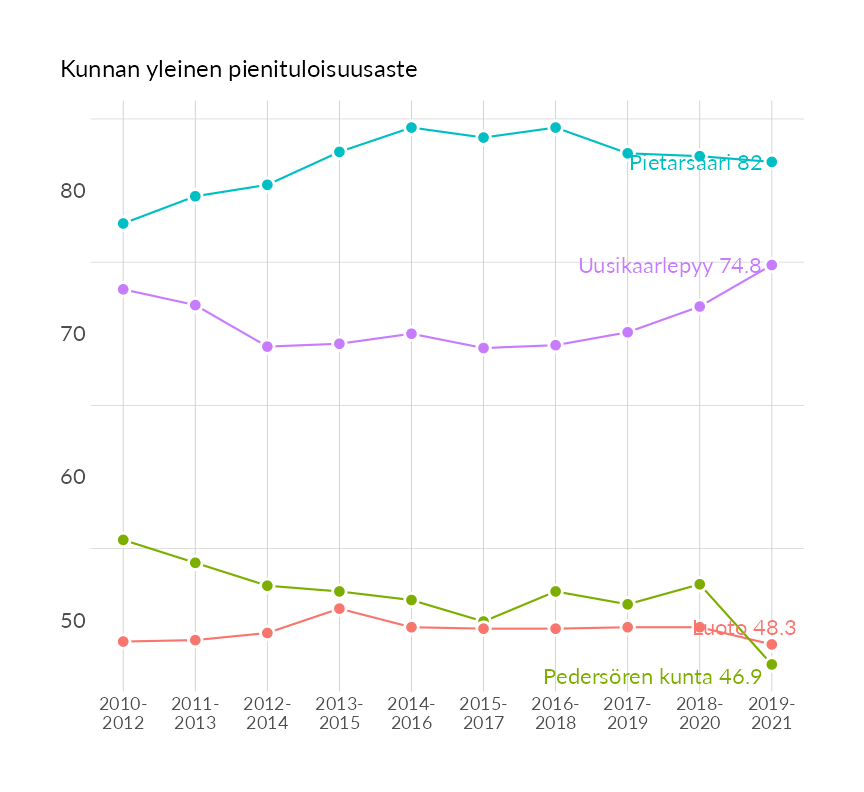 Kunnan yleinen pienituloisuusaste
Pietarsaari 82
80
Uusikaarlepyy 74.8
70
60
50
Luoto 48.3
Pedersören kunta 46.9
2010- 2011- 2012- 2013- 2014- 2015- 2016- 2017- 2018- 2019-
2012 2013 2014 2015 2016 2017 2018 2019 2020 2021